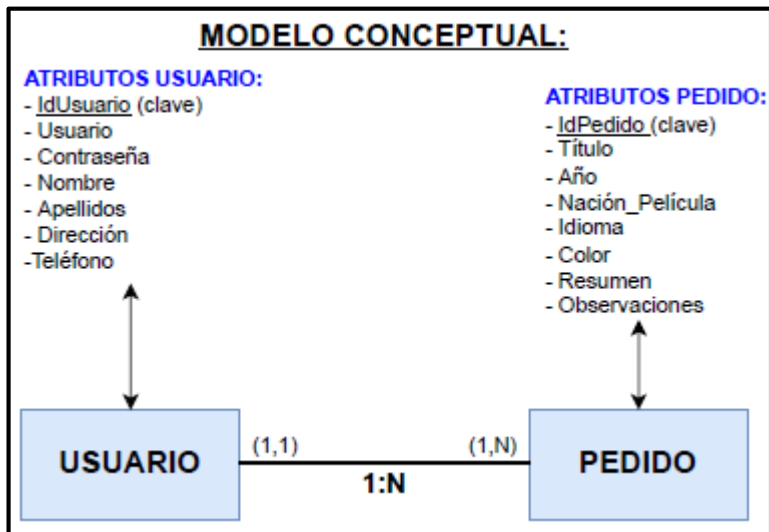 MODELO CONCEPTUAL:
ATRIBUTOS USUARIO:
- IdUsuario (clave)
- Usuario
- Contraseña
- Nombre
- Apellidos
- Dirección
-Teléfono
ATRIBUTOS PEDIDO:
- IdPedido (clave)
- Título
- Año
- Nación_Película
- Idioma
- Color
- Resumen
- Observaciones
USUARIO
(1,1)
(1,N)
1:N
PEDIDO